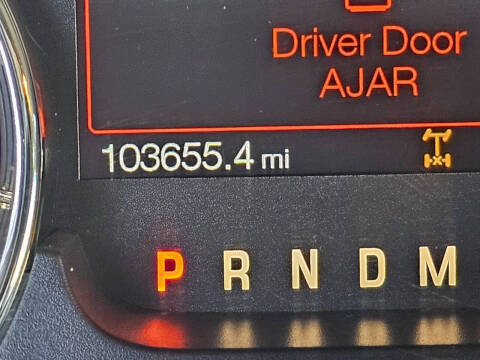 Driver Door
AJAR
103655.4 mi
P R N D M